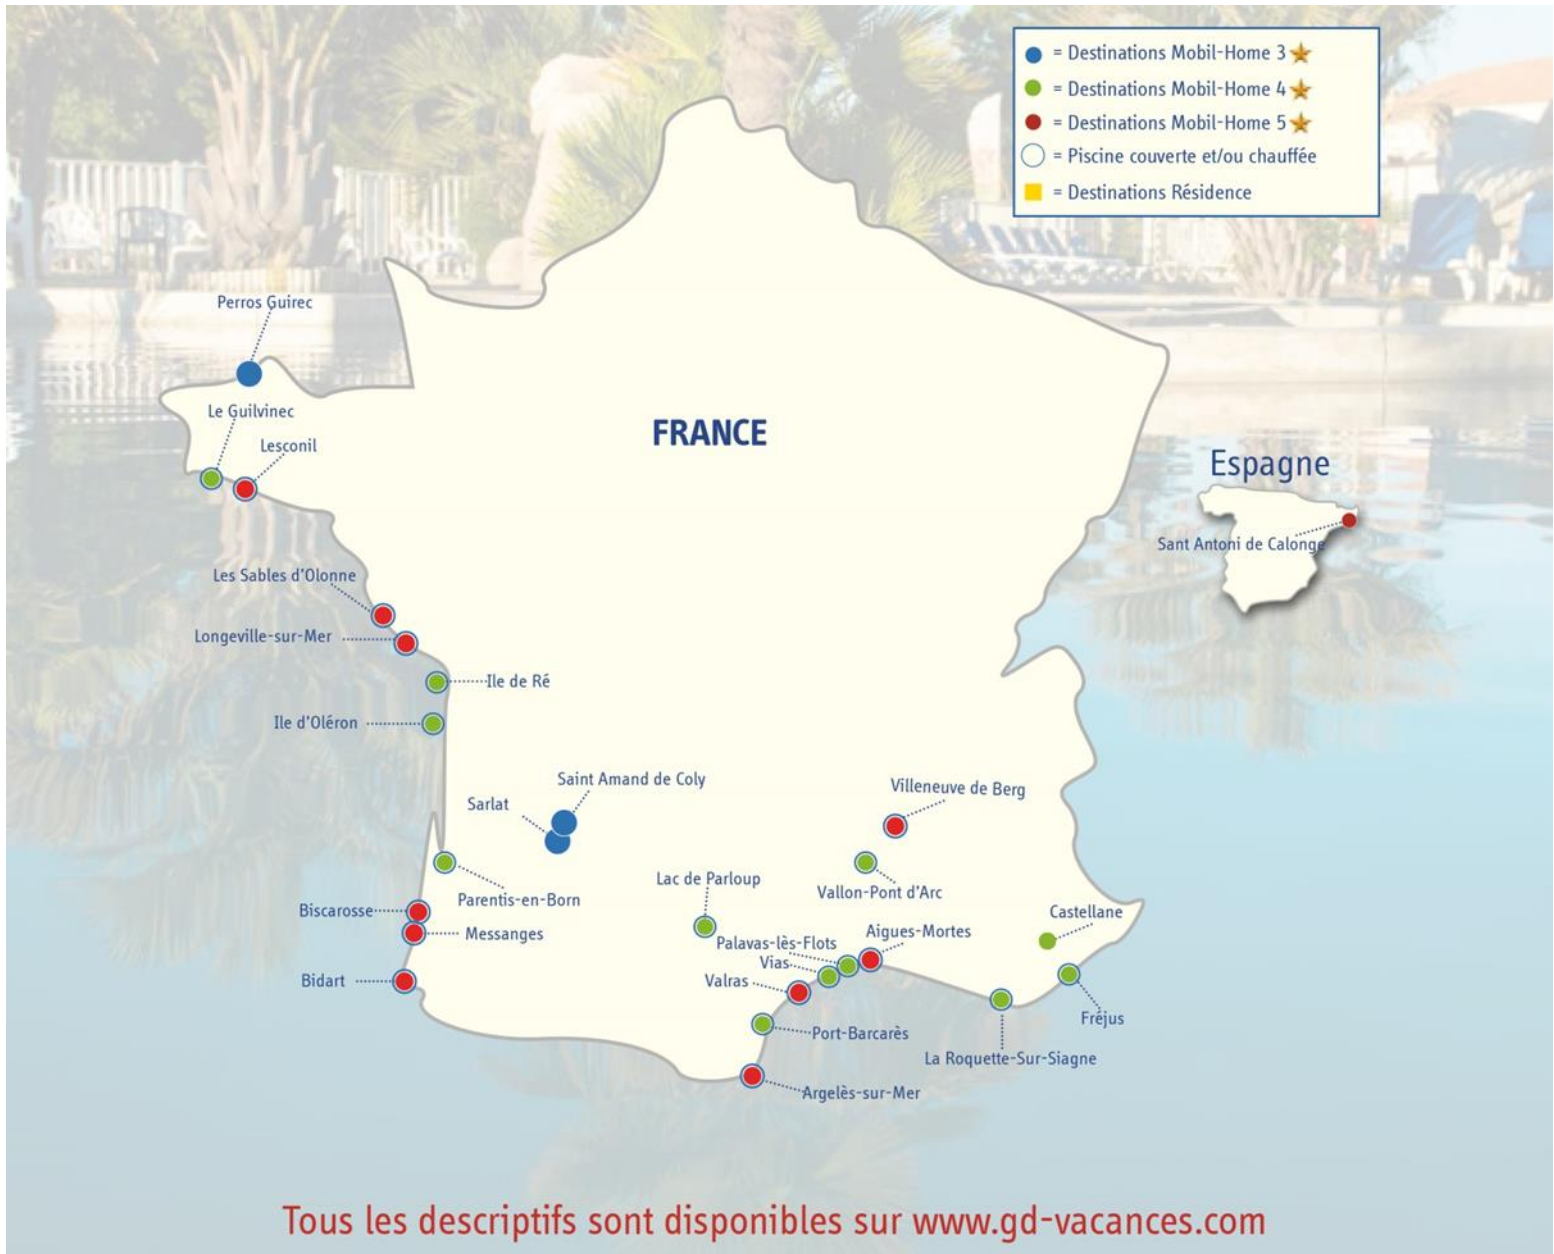 = Destinations Mobil-Home 3
= Destinations Mobil-Home 4
= Destinations Mobil-Home 5
= Piscine couverte et/ou chauffée
= Destinations Résidence
Perros Guirec
Le Guilvinec
Lesconil
FRANCE
Espagne
Sant Antoni de Calonge
Les Sables d'Olonne
Longeville-sur-Mer
Ile de Ré
Ile d'Oléron
Saint Amand de Coly
Sarlat
Villeneuve de Berg
Parentis-en-Born
Lac de Parloup
Vallon-Pont d'Arc
Biscarosse
Messanges
Castellane
Palavas-lès-Flots
Aigues-Mortes
Vias
Valras
Bidart
Fréjus
Port-Barcarès
La Roquette-Sur-Siagne
Argelès-sur-Mer
Tous les descriptifs sont disponibles sur www.gd-vacances.com